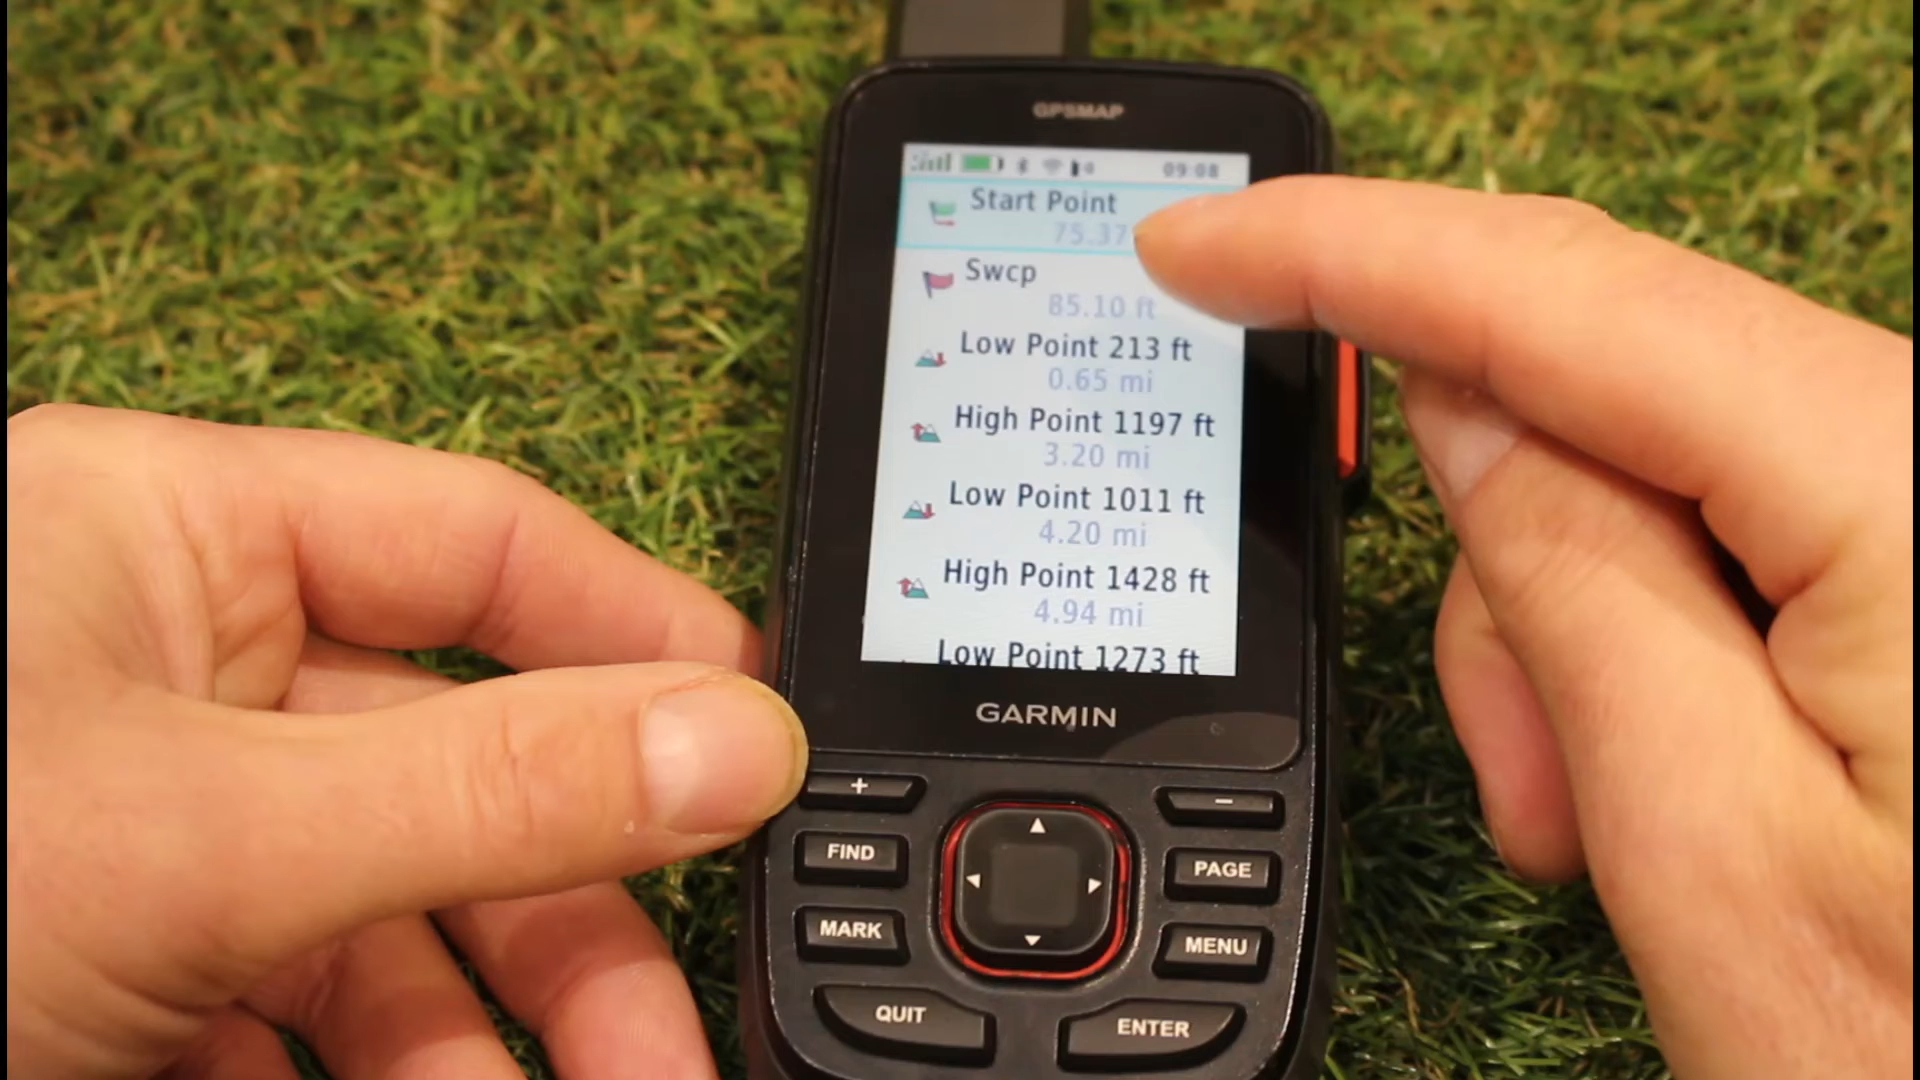 GPSMAP
09:08
Start Point
75.37
Swcp
85.10 ft
Low Point 213 ft
0.65 mi
High Point 1197 ft
3.20 mi
Low Point 1011 ft
4.20 mi
High Point 1428 ft
4.94 mi
Low Point 1273 ft
GARMIN
+ −
FIND PAGE
MARK MENU
QUIT ENTER